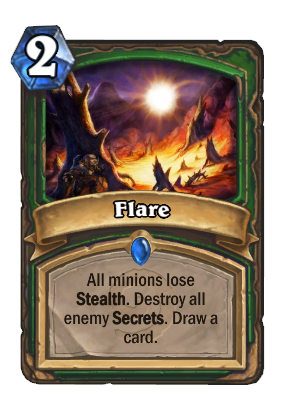 2
Flare
All minions lose
Stealth. Destroy all
enemy Secrets. Draw a
card.